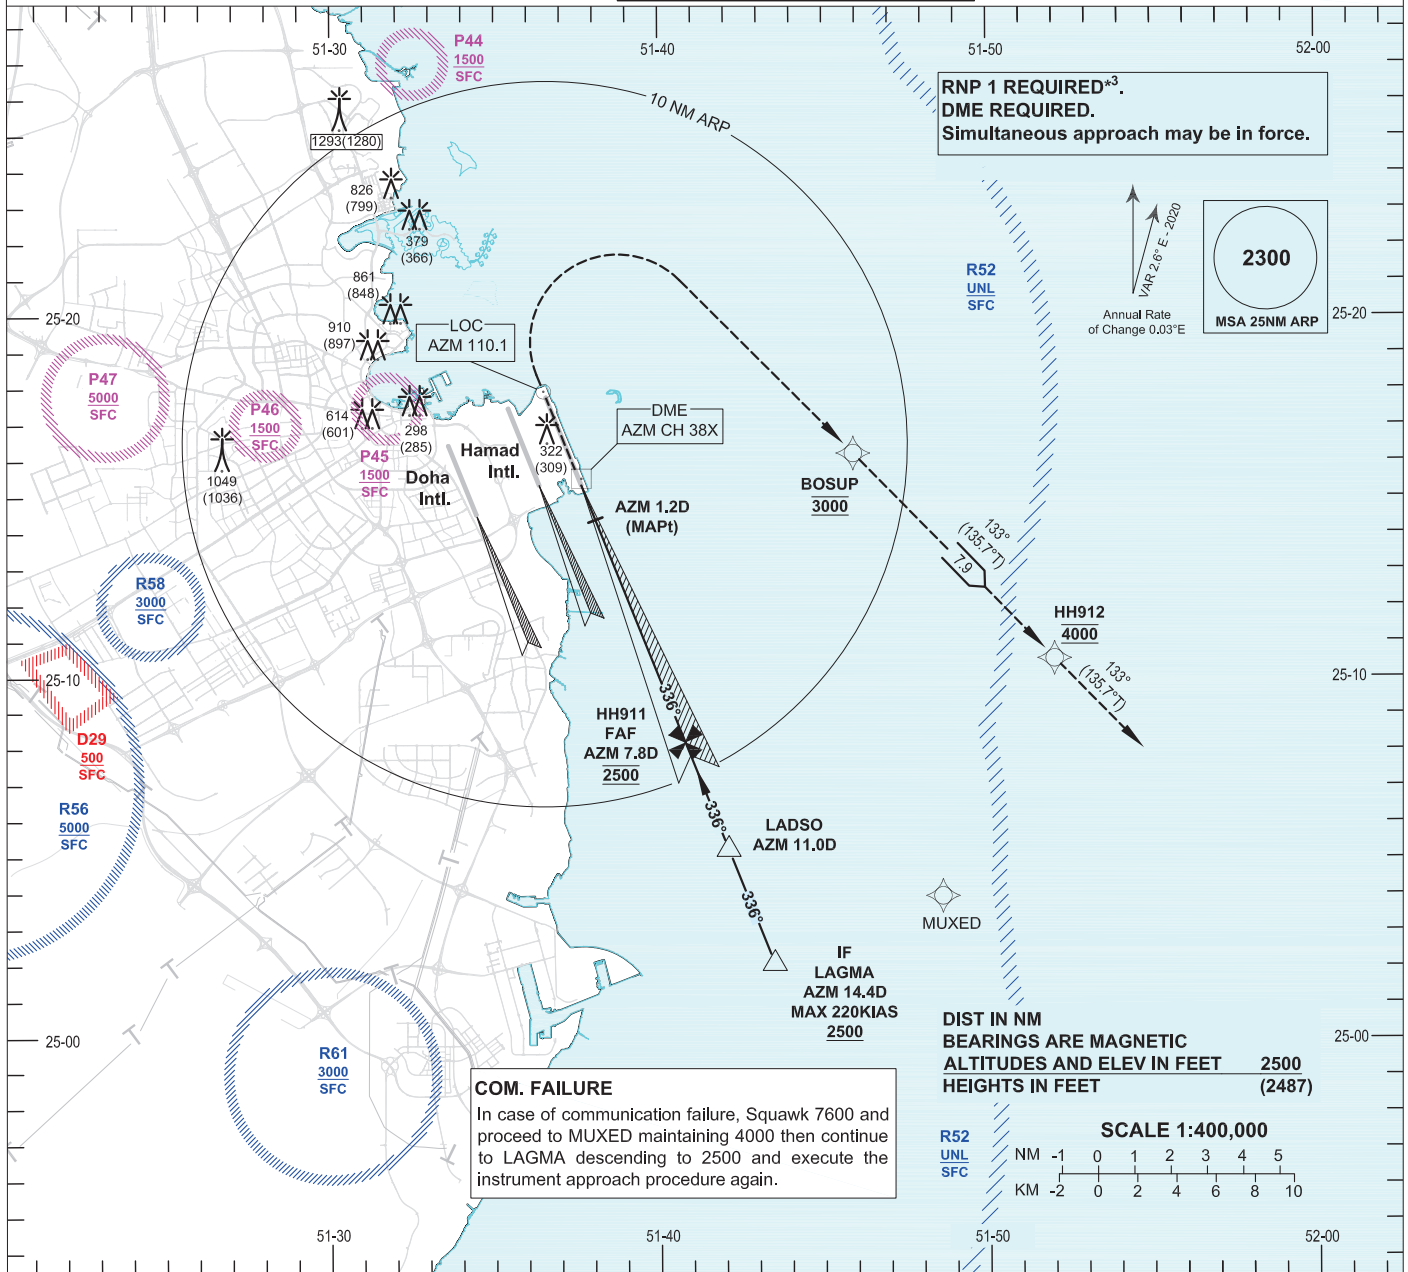 51-30
51-40
51-50
52-00
P44
1500
SFC
10 NM ARP
RNP 1 REQUIRED*3.
DME REQUIRED.
Simultaneous approach may be in force.
1293(1280)
826
(799)
379
(366)
VAR 2.6° E - 2020
Annual Rate
of Change 0.03°E
2300
MSA 25NM ARP
R52
UNL
SFC
861
(848)
25-20
910
(897)
LOC
AZM 110.1
25-20
P47
5000
SFC
P46
1500
SFC
614
(601)
298
(285)
P45
1500
SFC
1049
(1036)
Doha
Intl.
Hamad
Intl.
322
(309)
DME
AZM CH 38X
AZM 1.2D
(MAPt)
BOSUP
3000
133°
(135.7°T)
7.9
R58
3000
SFC
HH912
4000
133°
(135.7°T)
25-10
25-10
D29
500
SFC
R56
5000
SFC
336°
HH911
FAF
AZM 7.8D
2500
336°
LADSO
AZM 11.0D
336°
MUXED
IF
LAGMA
AZM 14.4D
MAX 220KIAS
2500
25-00
25-00
R61
3000
SFC
DIST IN NM
BEARINGS ARE MAGNETIC
ALTITUDES AND ELEV IN FEET 2500
HEIGHTS IN FEET (2487)
COM. FAILURE
In case of communication failure, Squawk 7600 and
proceed to MUXED maintaining 4000 then continue
to LAGMA descending to 2500 and execute the
instrument approach procedure again.
R52
UNL
SFC
SCALE 1:400,000
NM -1 0 1 2 3 4 5
KM -2 0 2 4 6 8 10
51-30
51-40
51-50
52-00